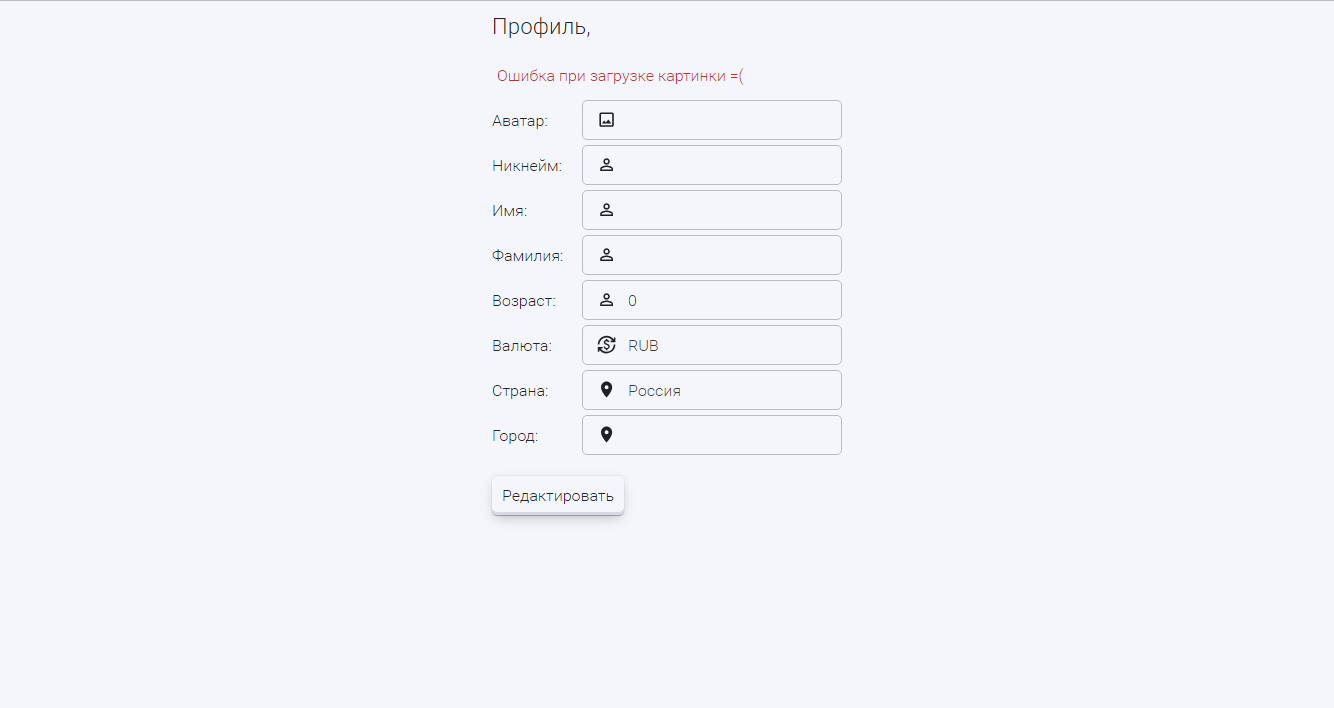 Профиль,
Ошибка при загрузке картинки =(
Аватар:
Никнейм:
Имя:
Фамилия:
Возраст: 0
Валюта: RUB
Страна: Россия
Город:
Редактировать